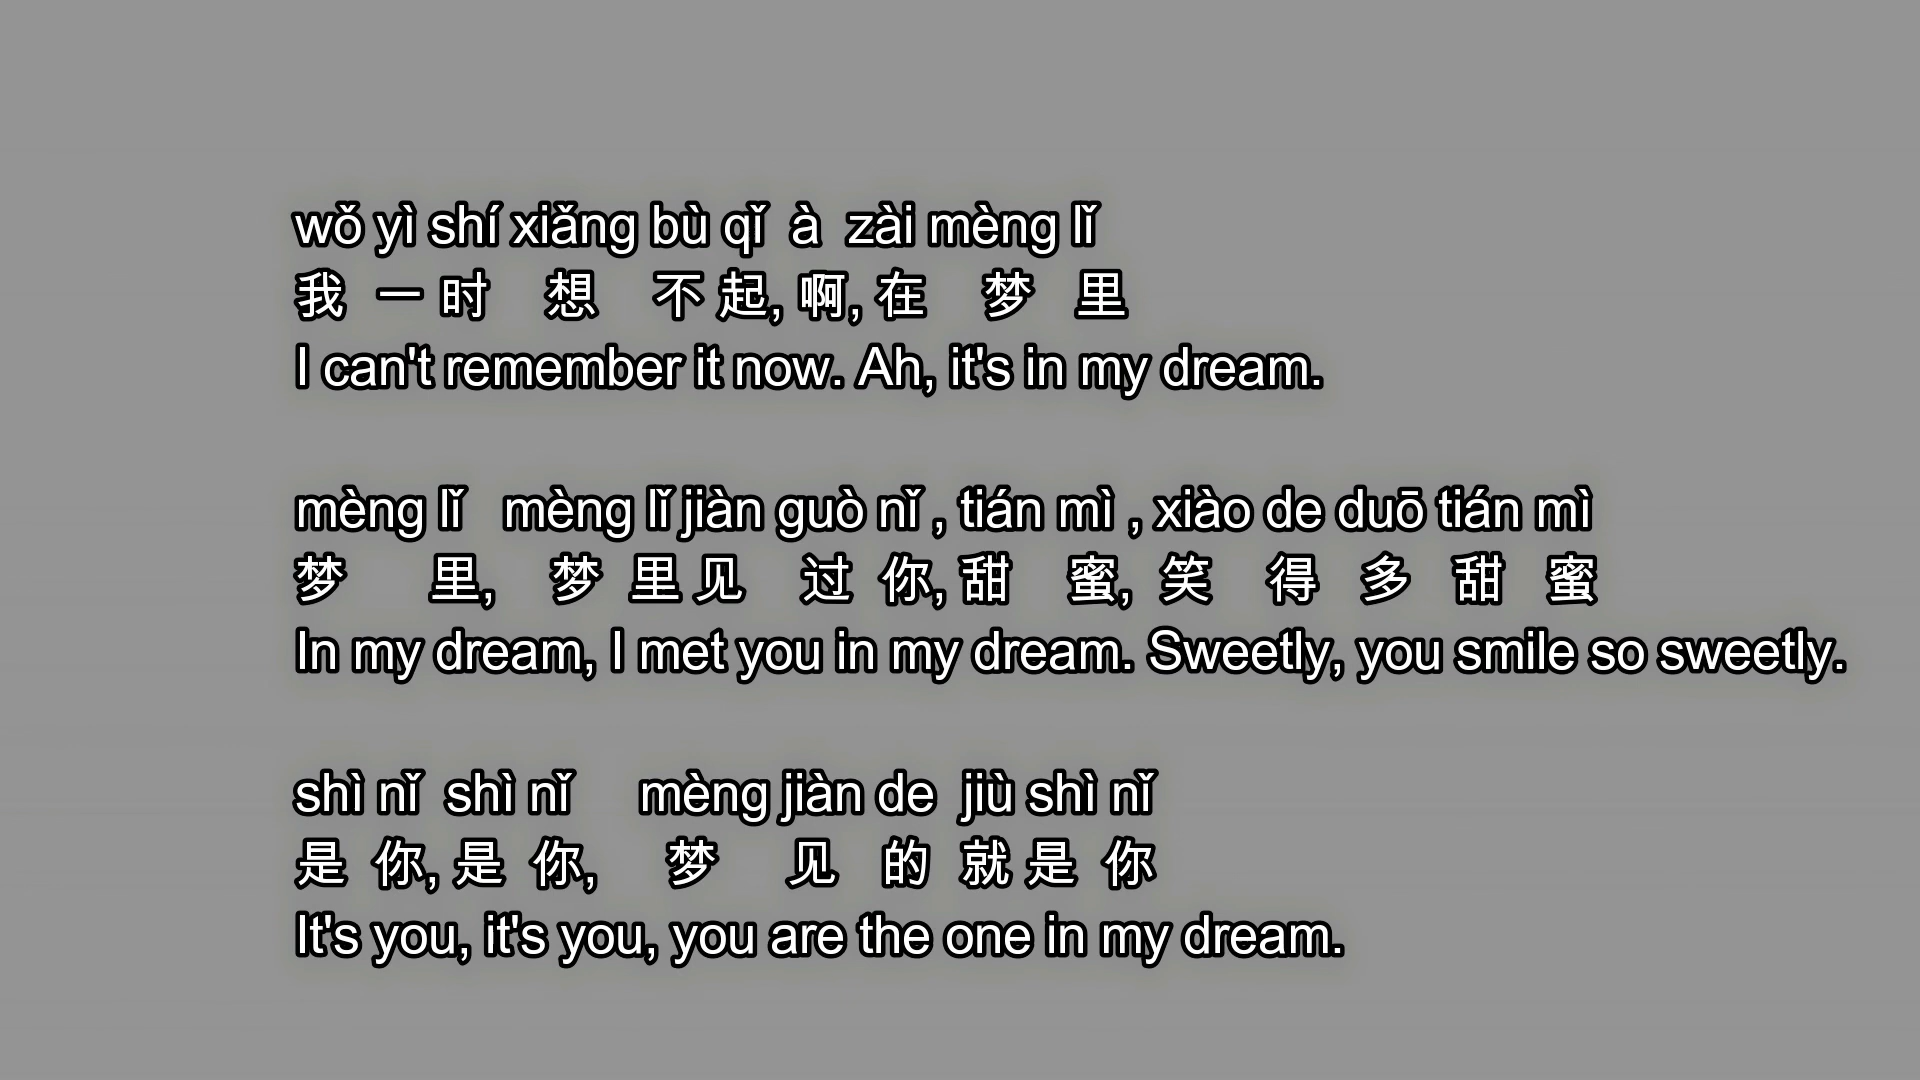 wǒ yì shí xiǎng bù qǐ à zài mèng lǐ
我一时想不起, 啊, 在梦里
I can't remember it now. Ah, it's in my dream.
mèng lǐ mèng lǐ jiàn guò nǐ , tián mì , xiào de duō tián mì
梦里, 梦里见过你, 甜蜜, 笑得多甜蜜
In my dream, I met you in my dream. Sweetly, you smile so sweetly.
shì nǐ shì nǐ mèng jiàn de jiù shì nǐ
是你, 是你, 梦见的就是你
It's you, it's you, you are the one in my dream.